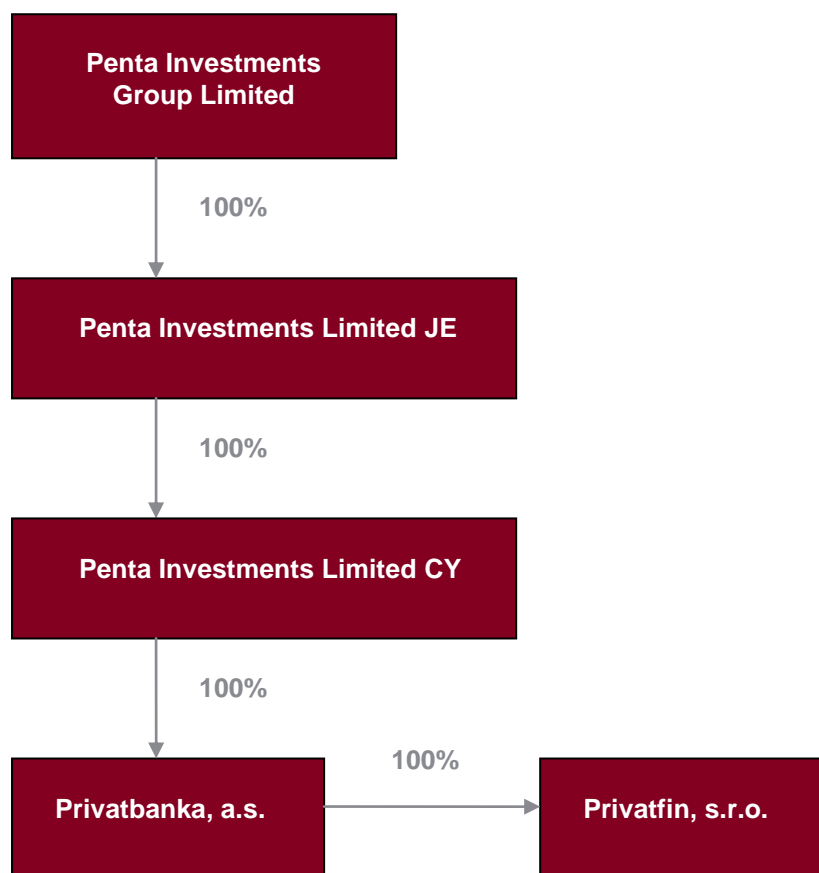 Penta Investments
Group Limited
100%
Penta Investments Limited JE
100%
Penta Investments Limited CY
100%
100%
Privatbanka, a.s.
Privatfin, s.r.o.